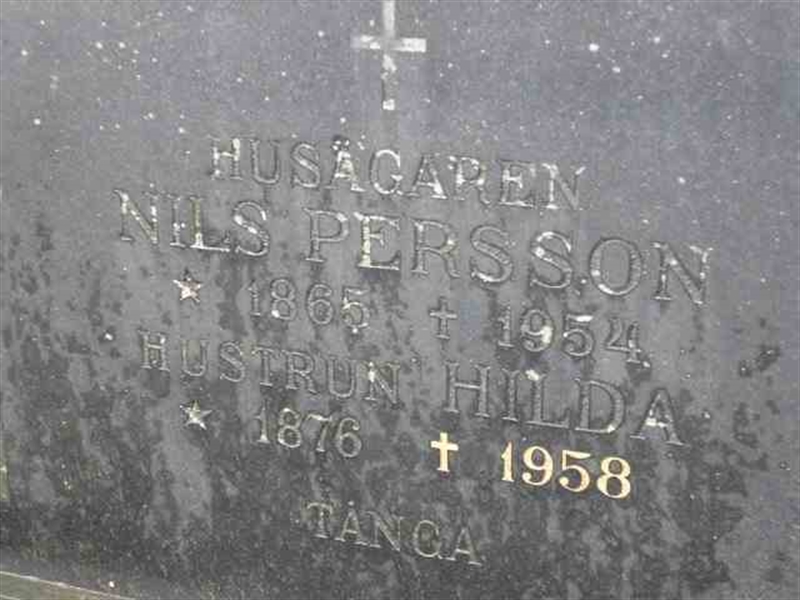 HUSÄGAREN
NILS PERSSON
★ 1865 † 1954
HUSTRUN HILDA
★ 1876 † 1958
TÅNGA